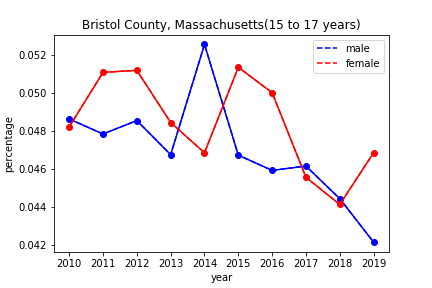 Bristol County, Massachusetts(15 to 17 years)
male
female
percentage
0.052
0.050
0.048
0.046
0.044
0.042
2010 2011 2012 2013 2014 2015 2016 2017 2018 2019
year